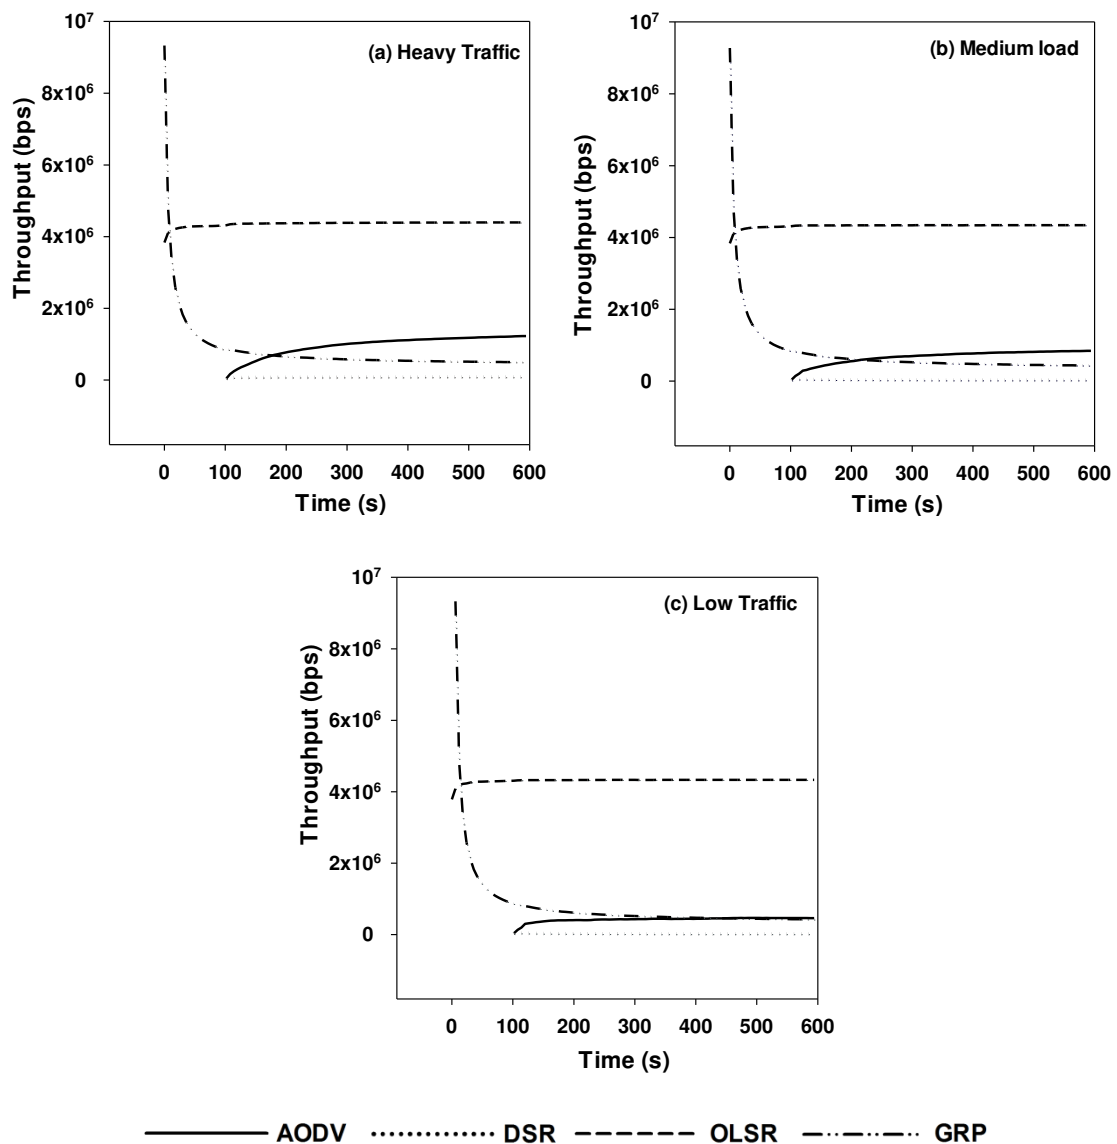 (a) Heavy Traffic
Throughput (bps)
10⁷
8x10⁶
6x10⁶
4x10⁶
2x10⁶
0
0 100 200 300 400 500 600
Time (s)
(b) Medium load
Throughput (bps)
10⁷
8x10⁶
6x10⁶
4x10⁶
2x10⁶
0
0 100 200 300 400 500 600
Time (s)
(c) Low Traffic
Throughput (bps)
10⁷
8x10⁶
6x10⁶
4x10⁶
2x10⁶
0
0 100 200 300 400 500 600
Time (s)
AODV DSR OLSR GRP